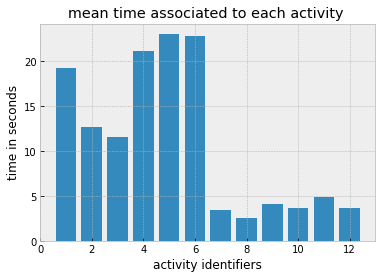 mean time associated to each activity
time in seconds
20
15
10
5
0
0 2 4 6 8 10 12
activity identifiers